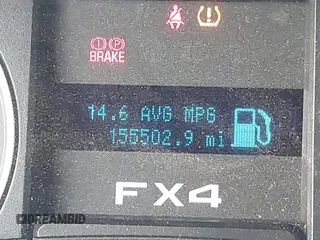 BRAKE
14.6 AVG MPG
155502.9 mi
FX4
DREAMBID